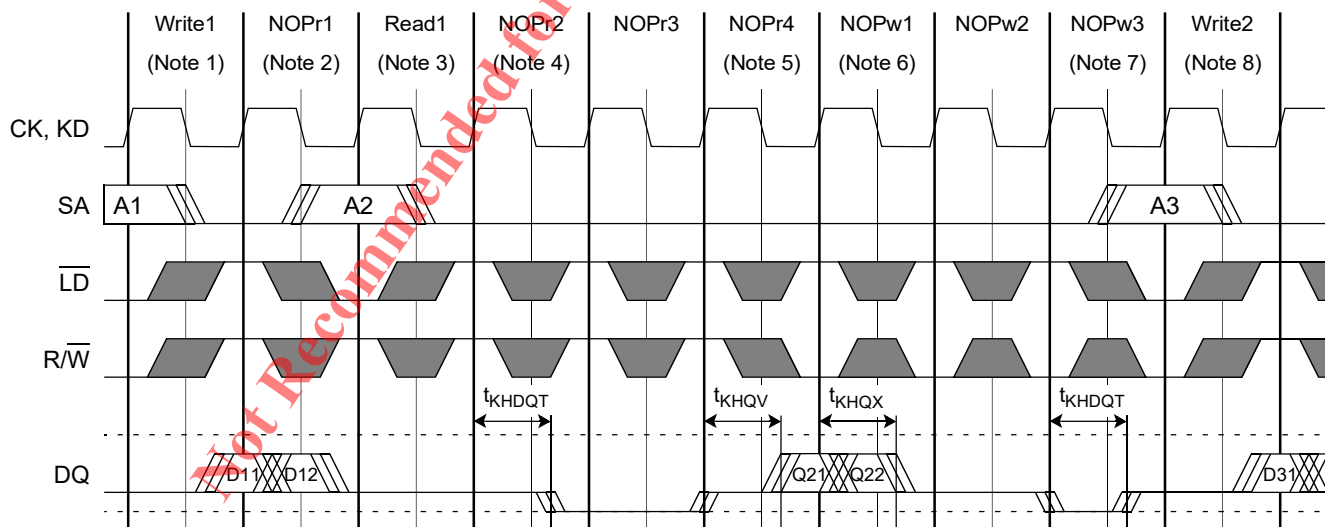 Write1 NOPr1 Read1 NOPr2 NOPr3 NOPr4 NOPw1 NOPw2 NOPw3 Write2
(Note 1) (Note 2) (Note 3) (Note 4) (Note 5) (Note 6) (Note 7) (Note 8)
CK, KD
SA A1 A2 A3
LD
R/W
tKHDQT tKHQV tKHQX tKHDQT
DQ D11 D12 Q21 Q22 D31
Not Recommended for